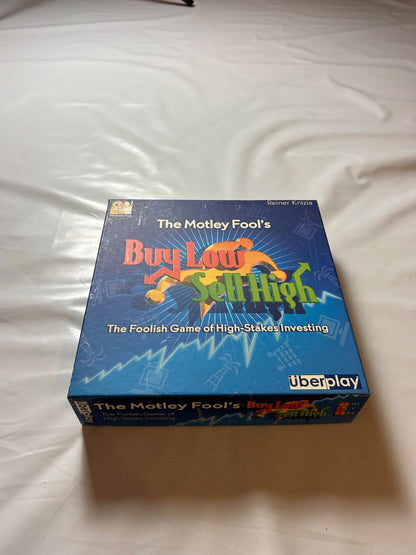 Reiner Knizia
The Motley Fool's
Buy Low
Sell High
The Foolish Game of High-Stakes Investing
überplay
The Motley Fool's Buy Low
Sell High
The Foolish Game of
High-Stakes Investing